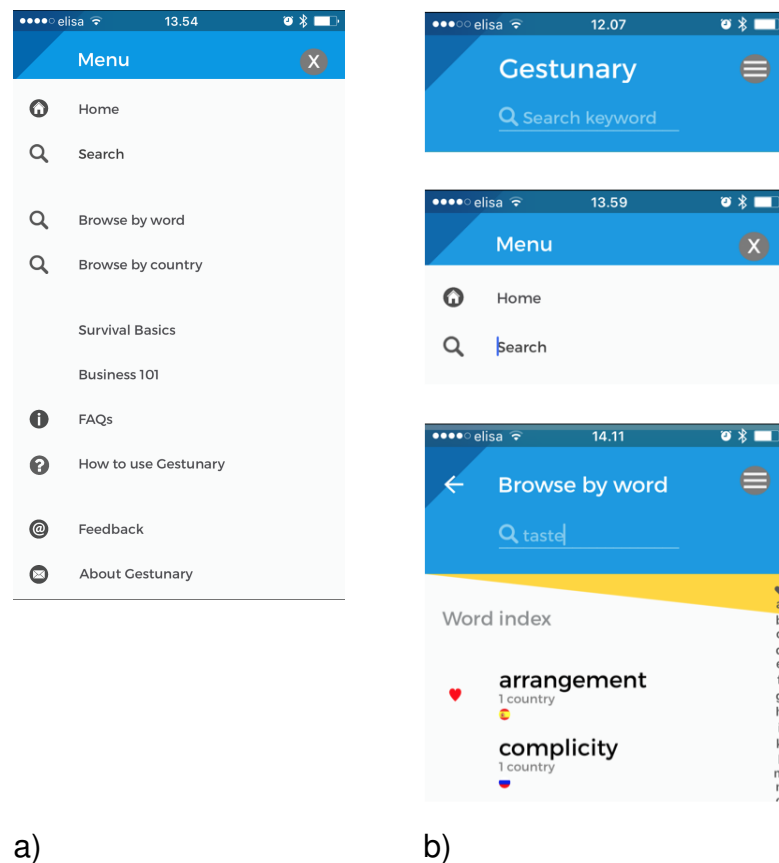 elisa 13.54
Menu X
Home
Search
Browse by word
Browse by country
Survival Basics
Business 101
FAQs
How to use Gestunary
Feedback
About Gestunary
a)
elisa 12.07
Gestunary
Search keyword
elisa 13.59
Menu X
Home
Search
elisa 14.11
Browse by word
taste
Word index
arrangement
1 country
complicity
1 country
b)